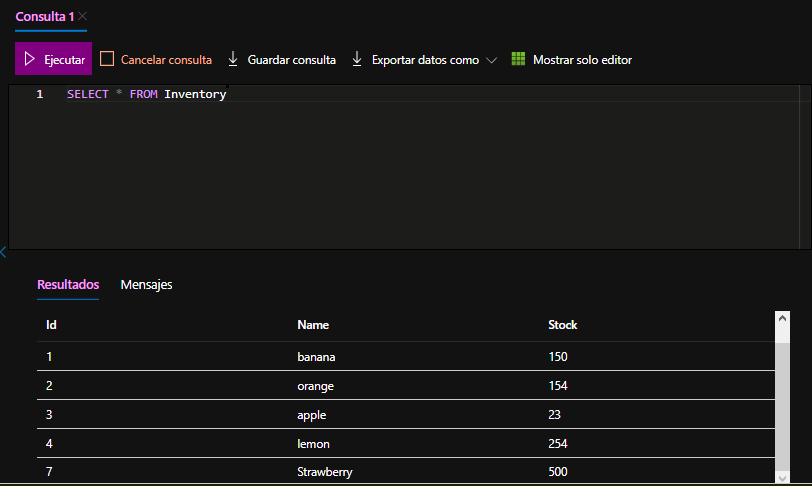 Consulta 1
Ejecutar Cancelar consulta Guardar consulta Exportar datos como Mostrar solo editor
1 SELECT * FROM Inventory
Resultados Mensajes
Id Name Stock
1 banana 150
2 orange 154
3 apple 23
4 lemon 254
7 Strawberry 500